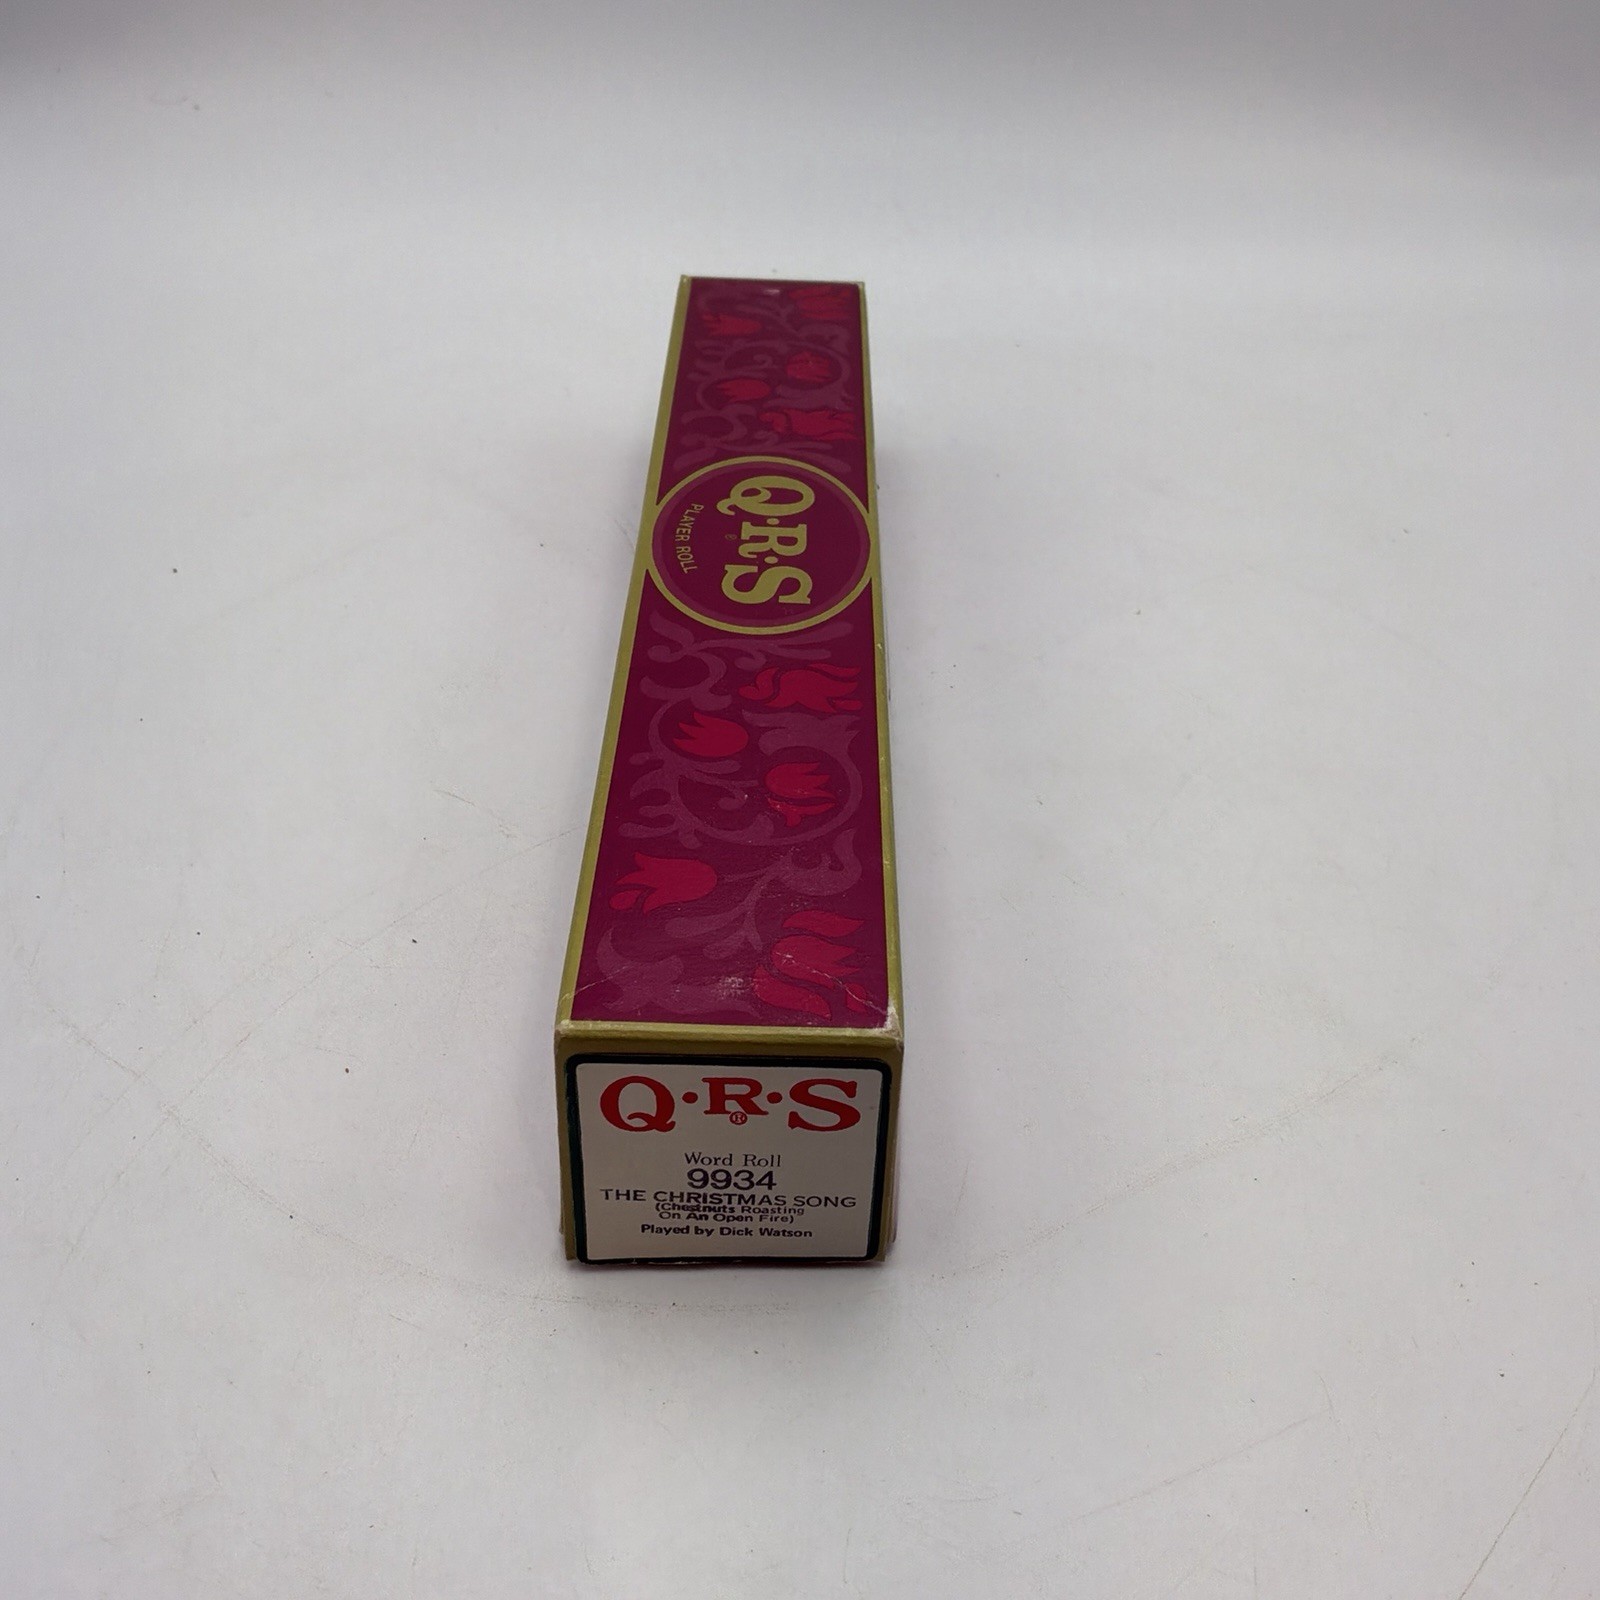 Q·R·S
®
PLAYER ROLL
Q·R·S
®
Word Roll
9934
THE CHRISTMAS SONG
(Chestnuts Roasting
On An Open Fire)
Played by Dick Watson